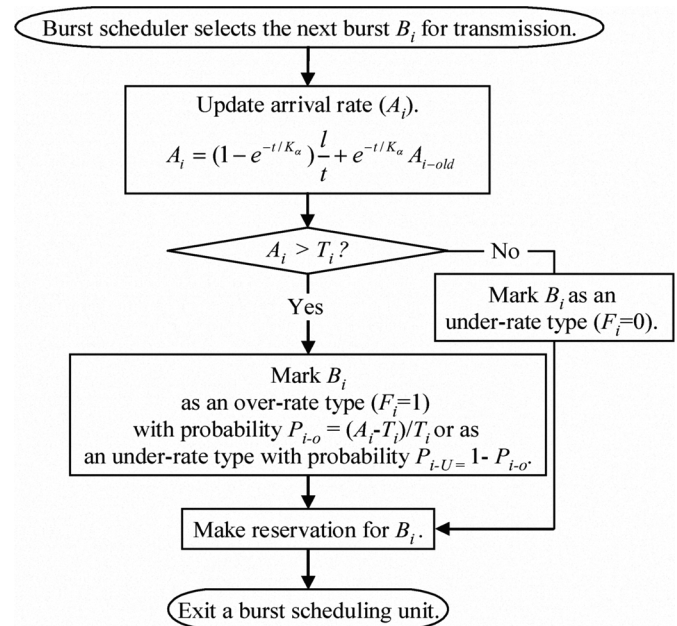 Burst scheduler selects the next burst B_i for transmission.
Update arrival rate (A_i).
A_i = (1 − e^{−t/K_α}) l/t + e^{−t/K_α} A_{i−old}
A_i > T_i?
No
Mark B_i as an
under-rate type (F_i=0).
Yes
Mark B_i
as an over-rate type (F_i=1)
with probability P_{i-o} = (A_i-T_i)/T_i or as
an under-rate type with probability P_{i-U} = 1- P_{i-o}.
Make reservation for B_i.
Exit a burst scheduling unit.